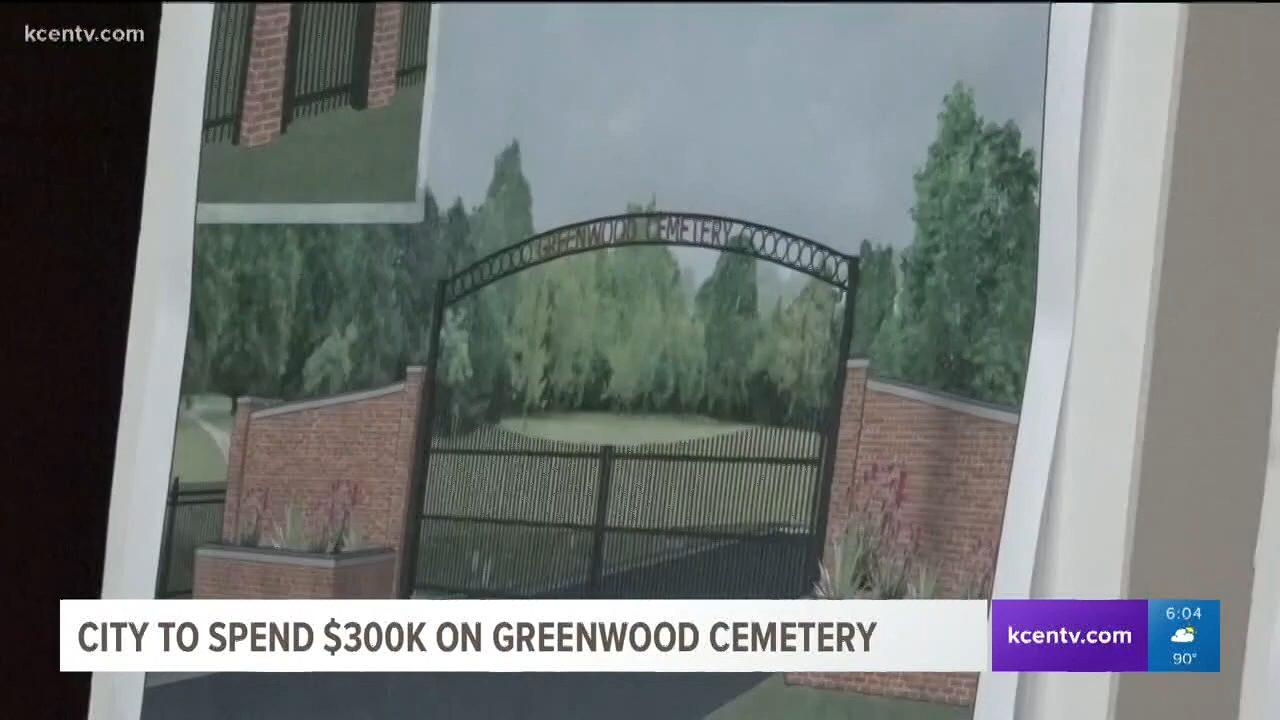 kcentv.com
GREENWOOD CEMETERY
CITY TO SPEND $300K ON GREENWOOD CEMETERY
kcentv.com
6:04
90°